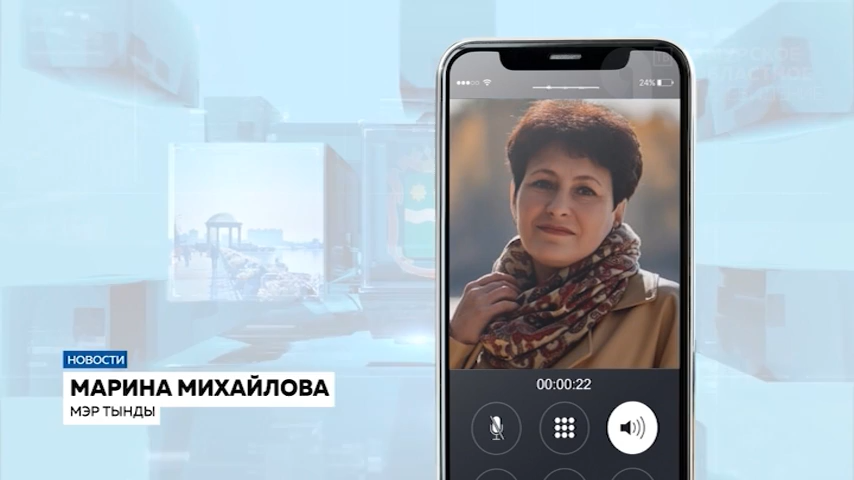 24%
00:00:22
НОВОСТИ
МАРИНА МИХАЙЛОВА
МЭР ТЫНДЫ